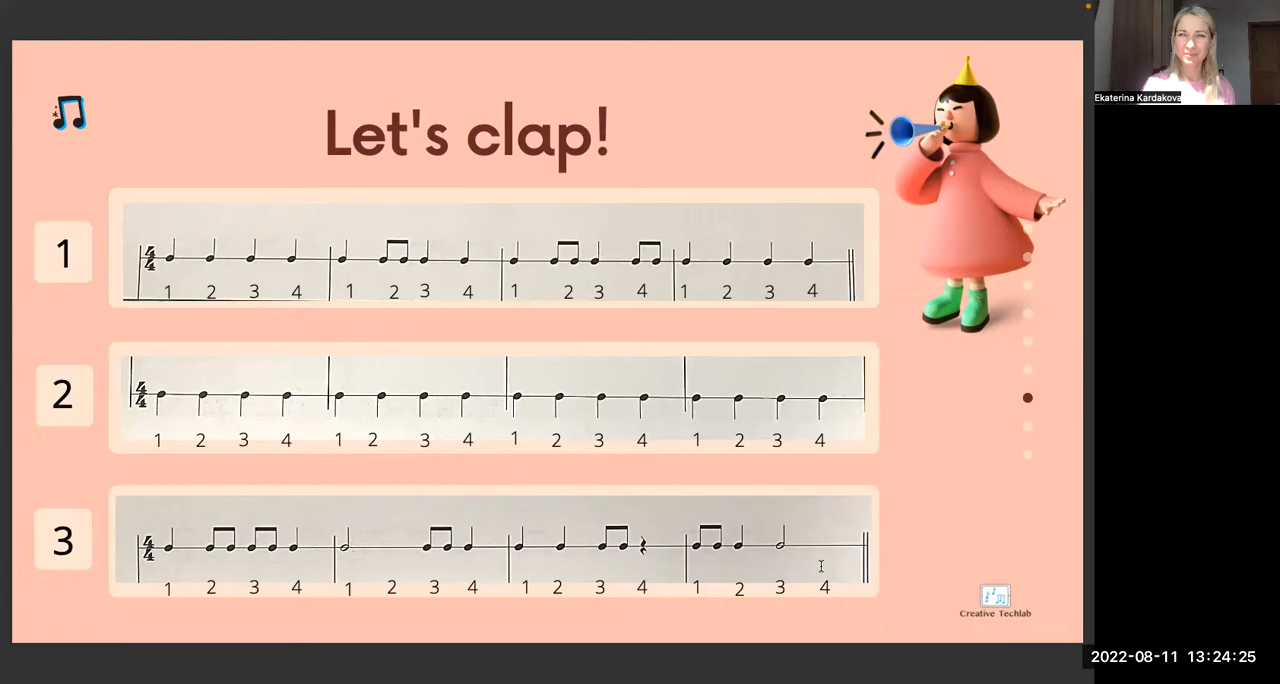 Ekaterina Kardakova
Let's clap!
1
4
4
1 2 3 4 1 2 3 4 1 2 3 4 1 2 3 4
2
4
4
1 2 3 4 1 2 3 4 1 2 3 4 1 2 3 4
3
4
4
1 2 3 4 1 2 3 4 1 2 3 4 1 2 3 4
Creative Techlab
2022-08-11 13:24:25